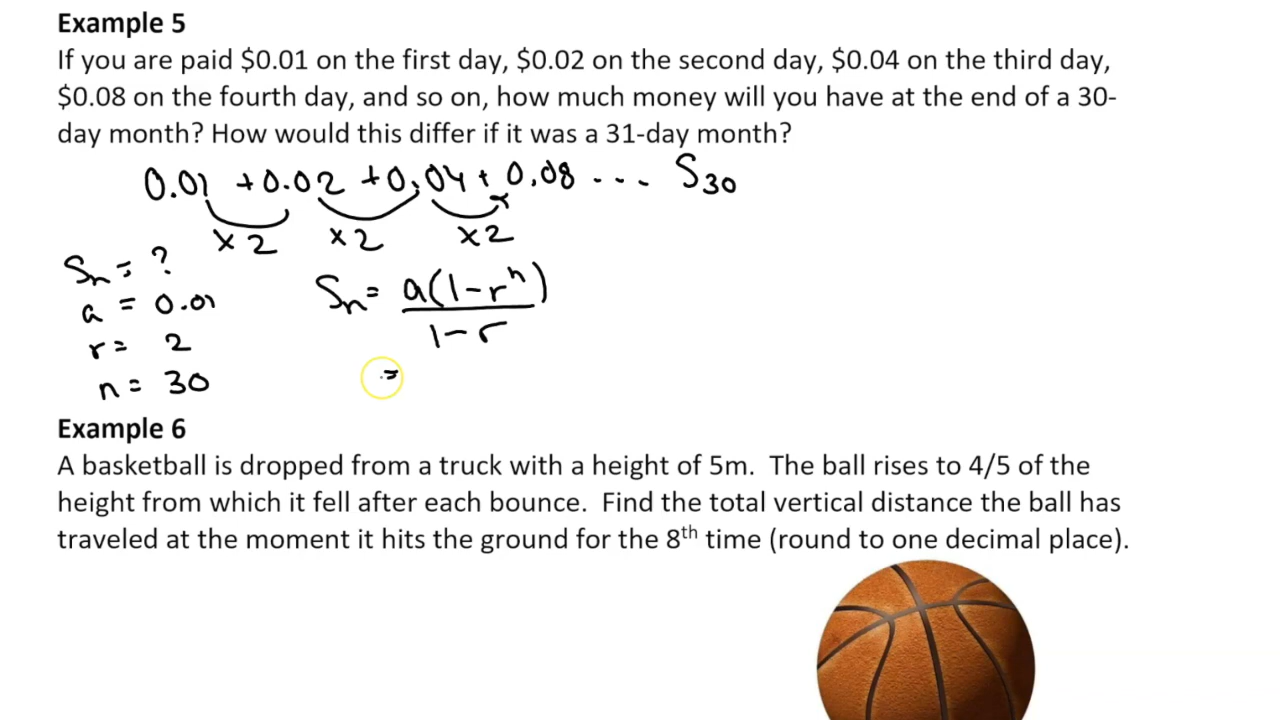 Example 5
If you are paid $0.01 on the first day, $0.02 on the second day, $0.04 on the third day,
$0.08 on the fourth day, and so on, how much money will you have at the end of a 30-
day month? How would this differ if it was a 31-day month?
0.01 + 0.02 + 0.04 + 0.08 ... S₃₀
×2 ×2 ×2
Sₙ = ?
a = 0.01
r = 2
n = 30
Sₙ = a(1-rⁿ)
1-r
=
Example 6
A basketball is dropped from a truck with a height of 5m. The ball rises to 4/5 of the
height from which it fell after each bounce. Find the total vertical distance the ball has
traveled at the moment it hits the ground for the 8th time (round to one decimal place).